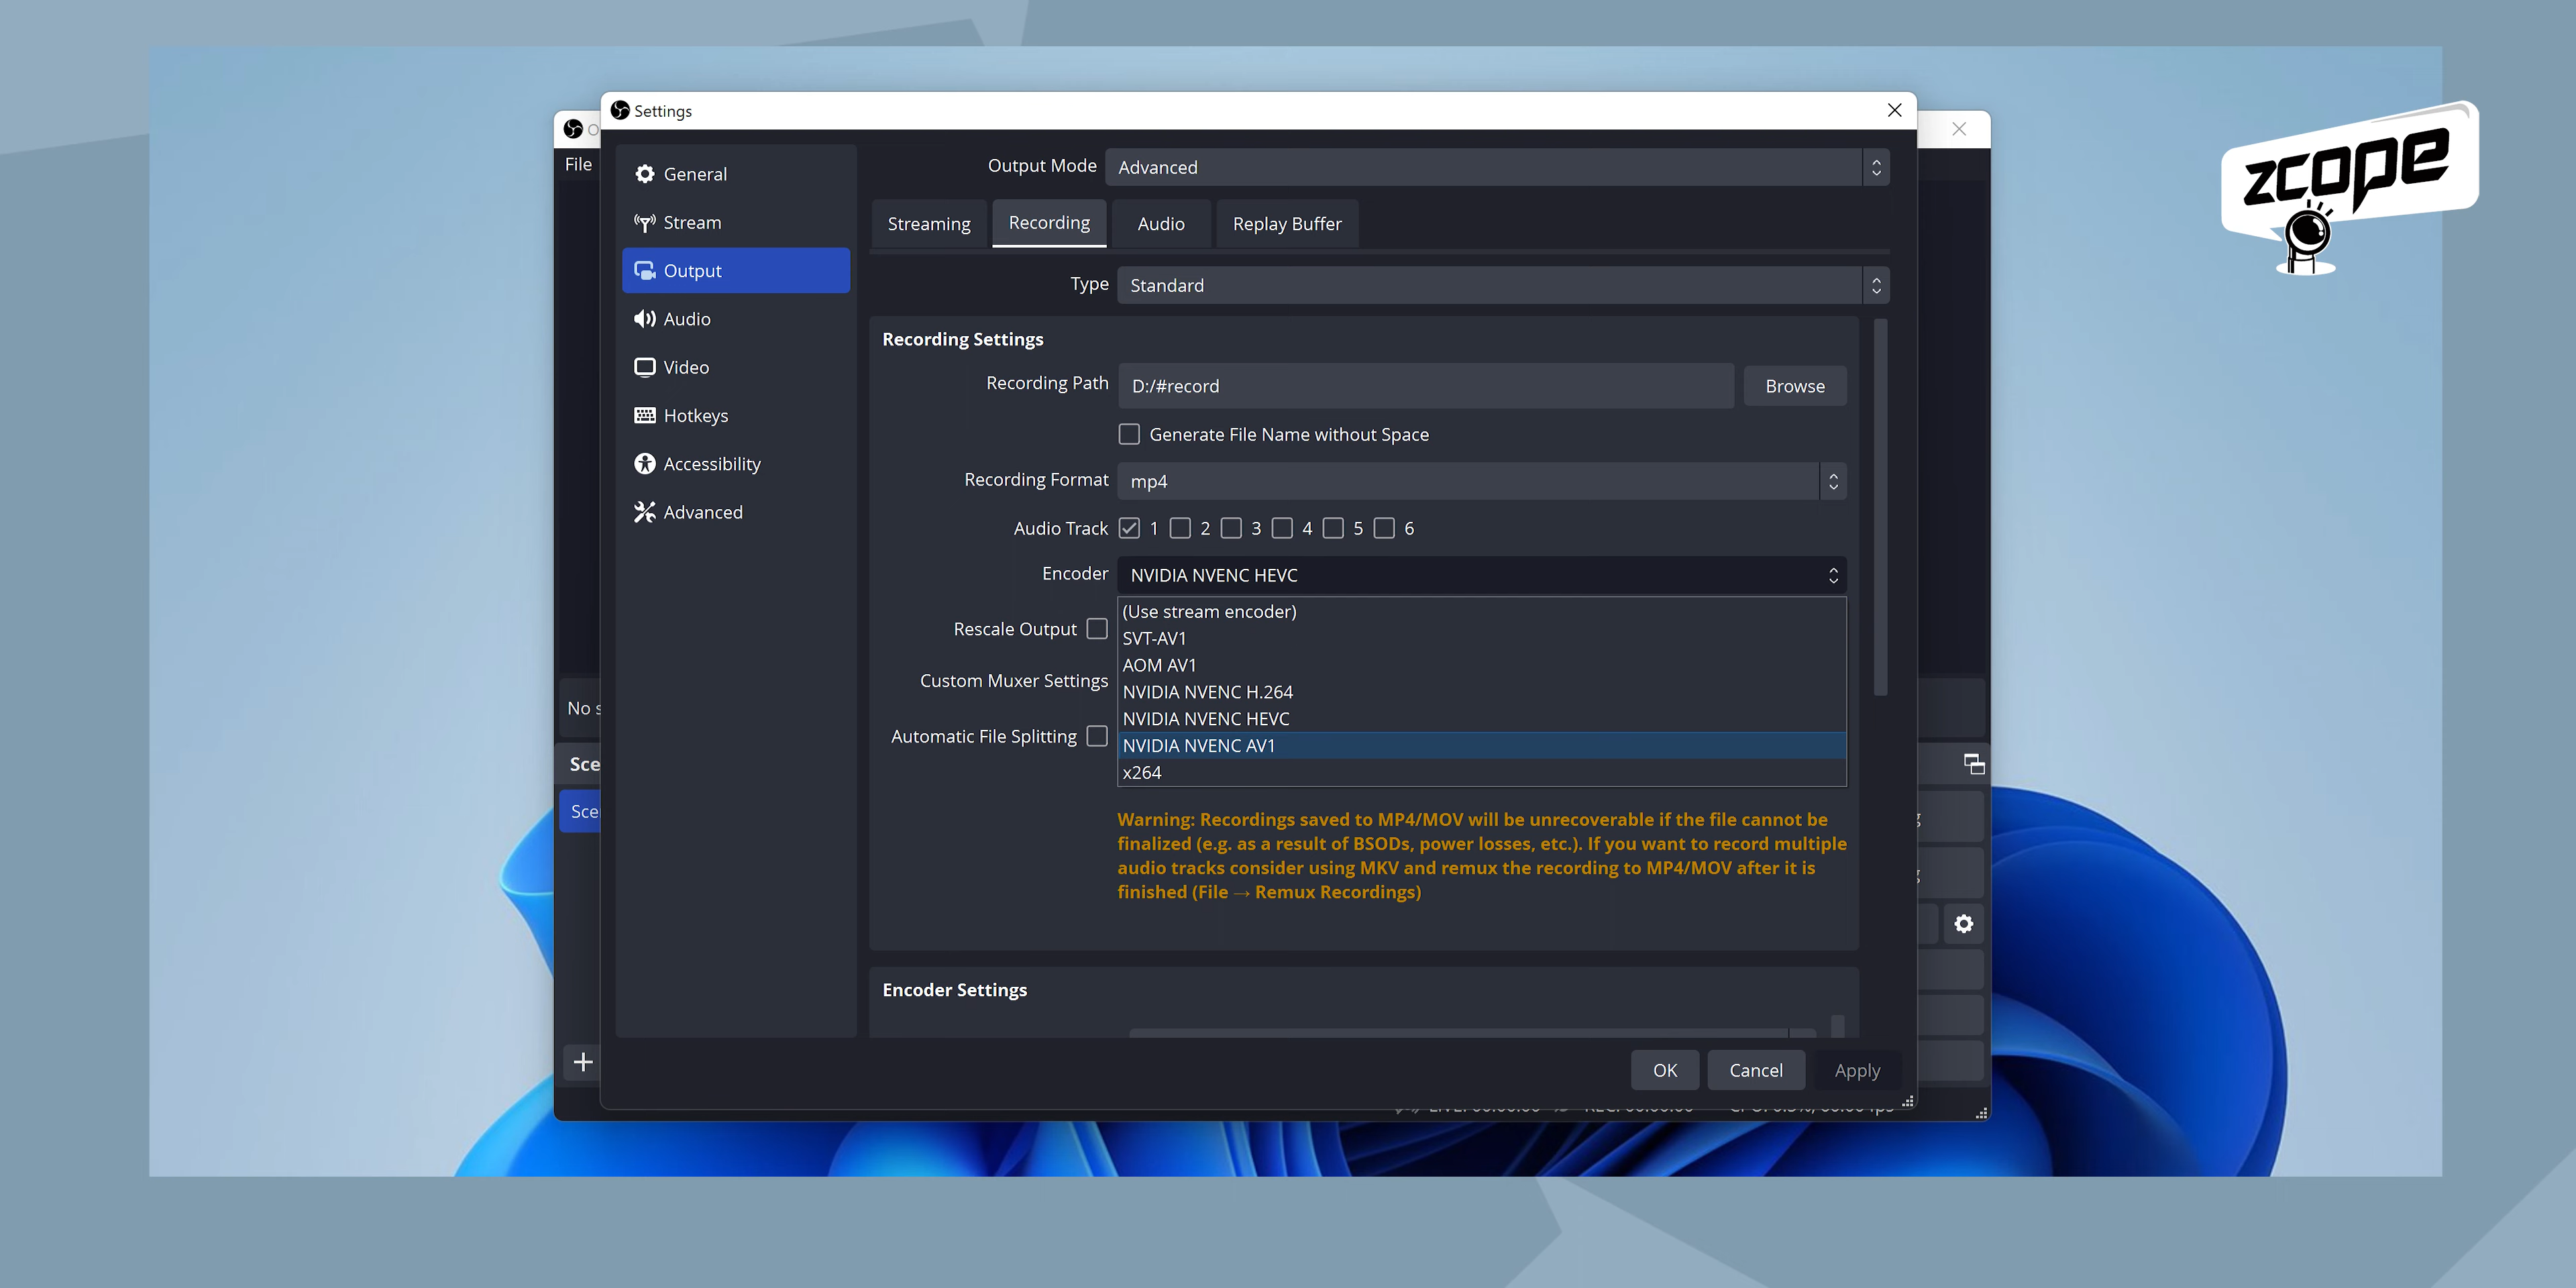 Settings
File
General
Stream
Output
Audio
Video
Hotkeys
Accessibility
Advanced
Output Mode
Advanced
Streaming
Recording
Audio
Replay Buffer
Type
Standard
Recording Settings
Recording Path
D:/#record
Browse
Generate File Name without Space
Recording Format
mp4
Audio Track
1 2 3 4 5 6
Encoder
NVIDIA NVENC HEVC
(Use stream encoder)
SVT-AV1
AOM AV1
NVIDIA NVENC H.264
NVIDIA NVENC HEVC
NVIDIA NVENC AV1
x264
Rescale Output
Custom Muxer Settings
Automatic File Splitting
Warning: Recordings saved to MP4/MOV will be unrecoverable if the file cannot be
finalized (e.g. as a result of BSODs, power losses, etc.). If you want to record multiple
audio tracks consider using MKV and remux the recording to MP4/MOV after it is
finished (File → Remux Recordings)
Encoder Settings
OK
Cancel
Apply
No s
Sce
Sce
zcope